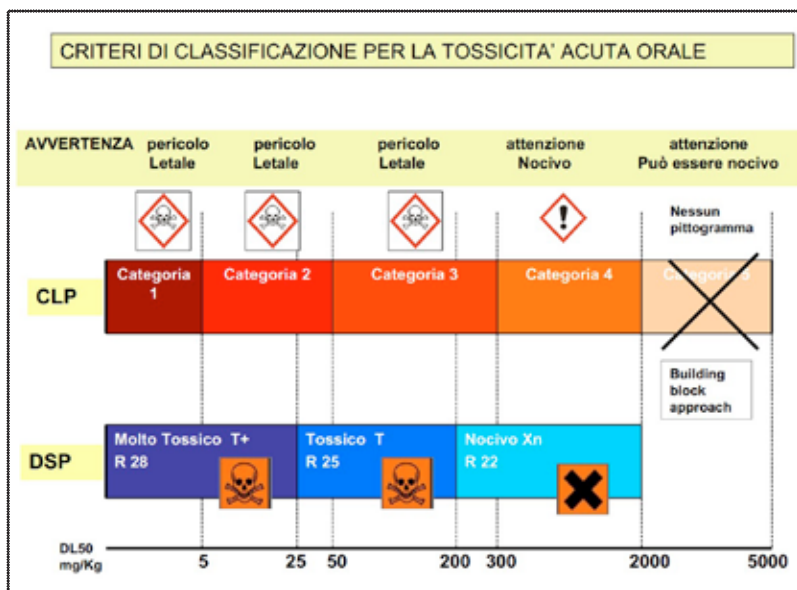 CRITERI DI CLASSIFICAZIONE PER LA TOSSICITA' ACUTA ORALE
AVVERTENZA pericolo pericolo pericolo attenzione attenzione
Letale Letale Letale Nocivo Può essere nocivo
Nessun
pittogramma
Categoria
1
Categoria 2 Categoria 3 Categoria 4 Categoria 5
CLP
Building
block
approach
Molto Tossico T+ Tossico T Nocivo Xn
R 28 R 25 R 22
DSP
DL50
mg/Kg
5 25 50 200 300 2000 5000